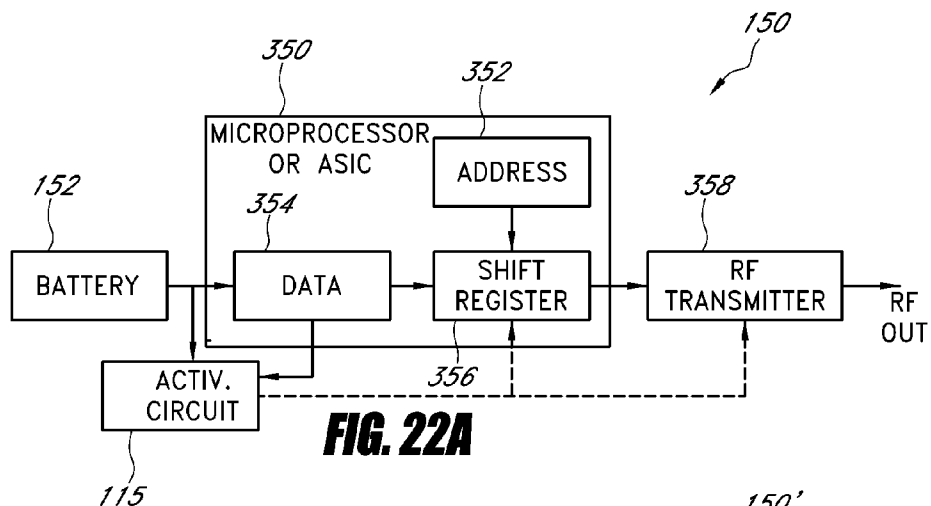 150
350
352
MICROPROCESSOR
OR ASIC
ADDRESS
152
354
358
BATTERY
DATA
SHIFT
REGISTER
RF
TRANSMITTER
RF
OUT
ACTIV.
CIRCUIT
356
FIG. 22A
115
150'